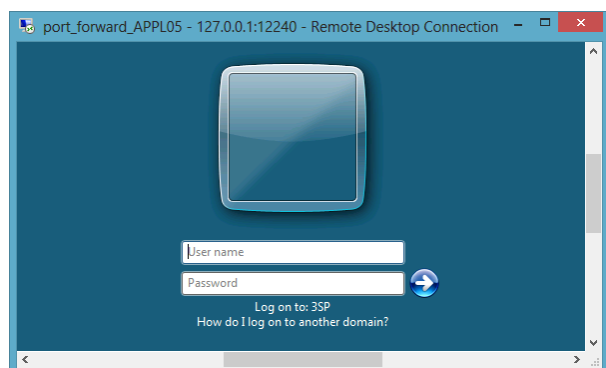 port_forward_APPL05 - 127.0.0.1:12240 - Remote Desktop Connection
User name
Password
Log on to: 3SP
How do I log on to another domain?